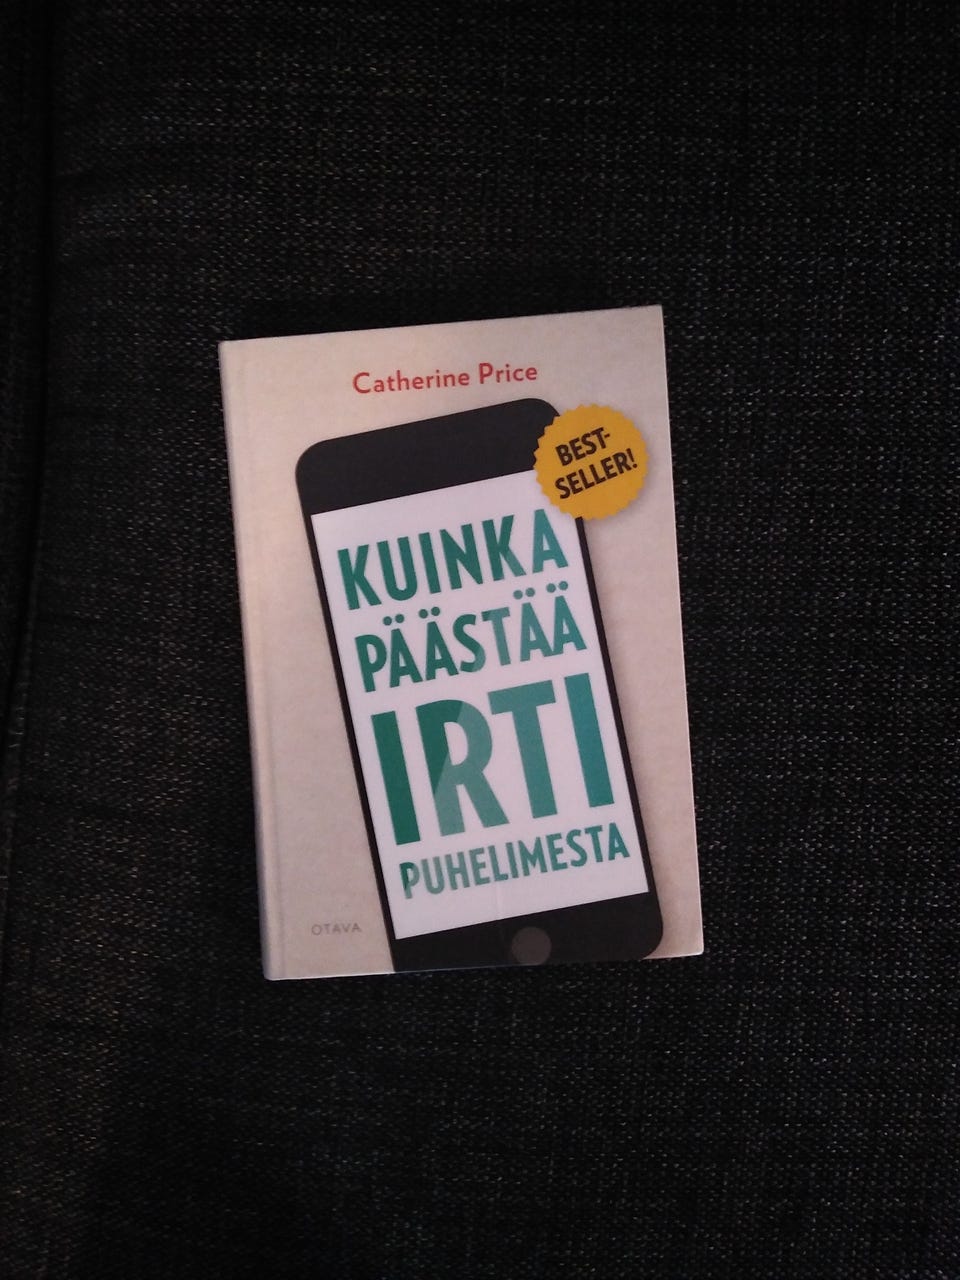 Catherine Price
BEST-
SELLER!
KUINKA
PÄÄSTÄÄ
IRTI
PUHELIMESTA
OTAVA